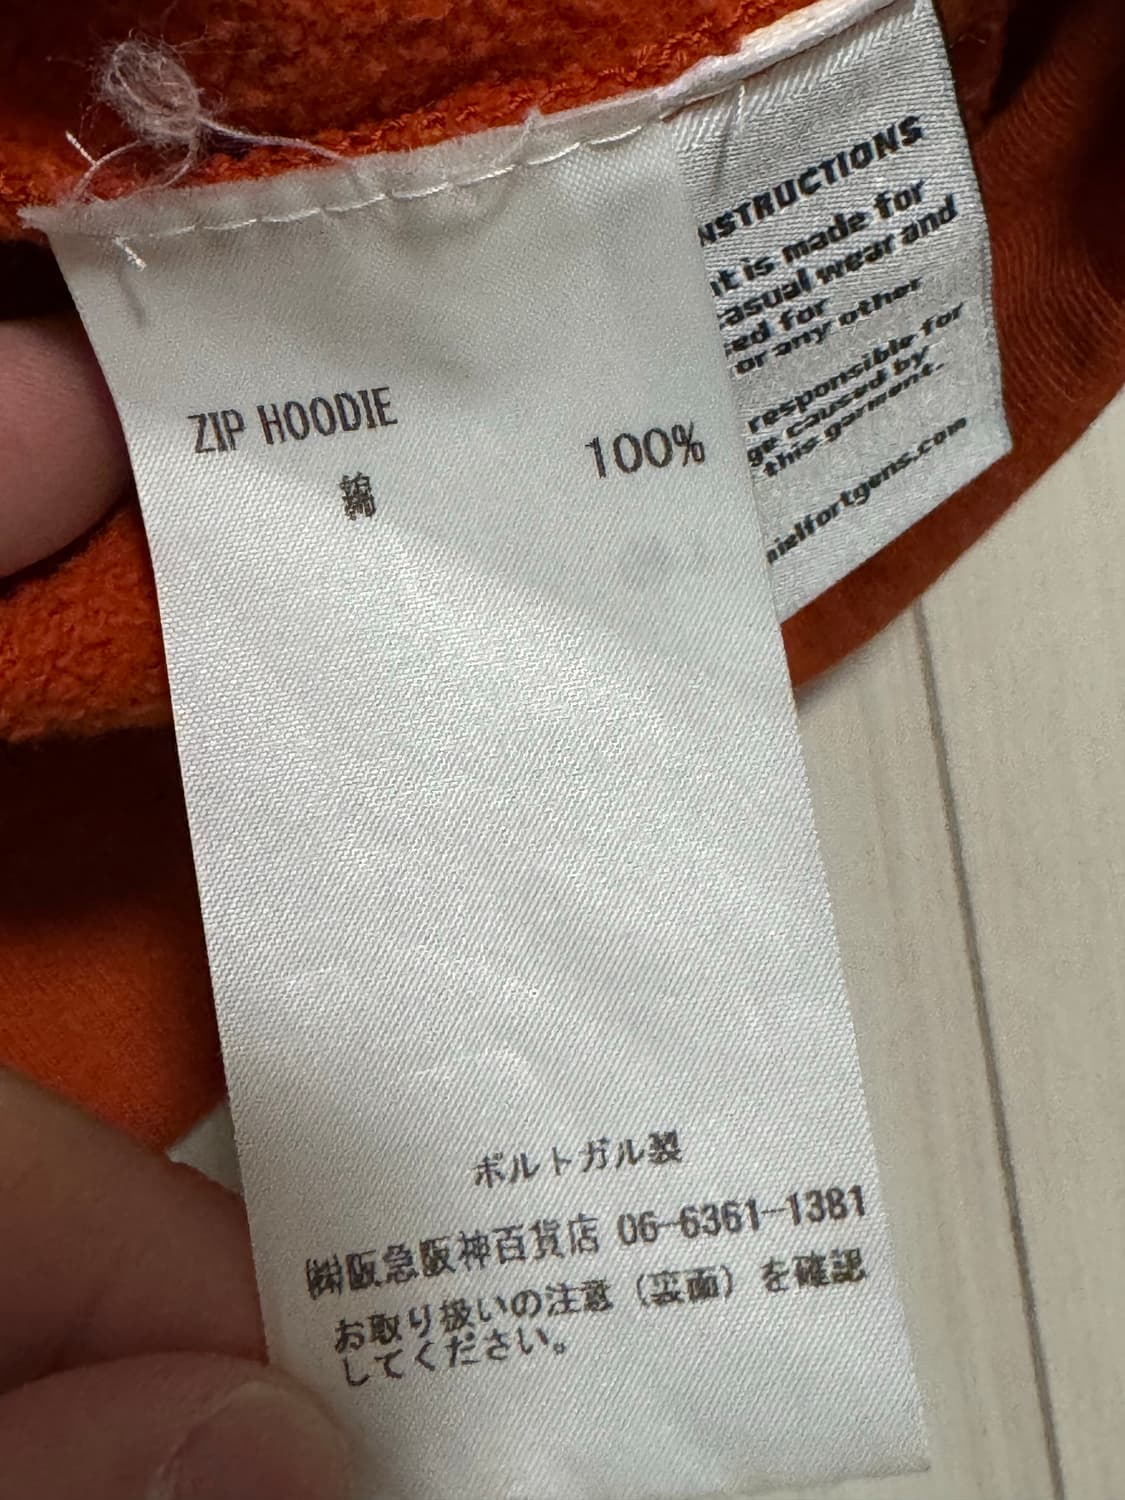 ZIP HOODIE
綿 100%
ポルトガル製
㈱阪急阪神百貨店 06-6361-1381
お取り扱いの注意（裏面）を確認
してください。
NSTRUCTIONS
t is made for
asual wear and
ed for
or any other
responsible for
ge caused by
this garment.
nielfortgens.com